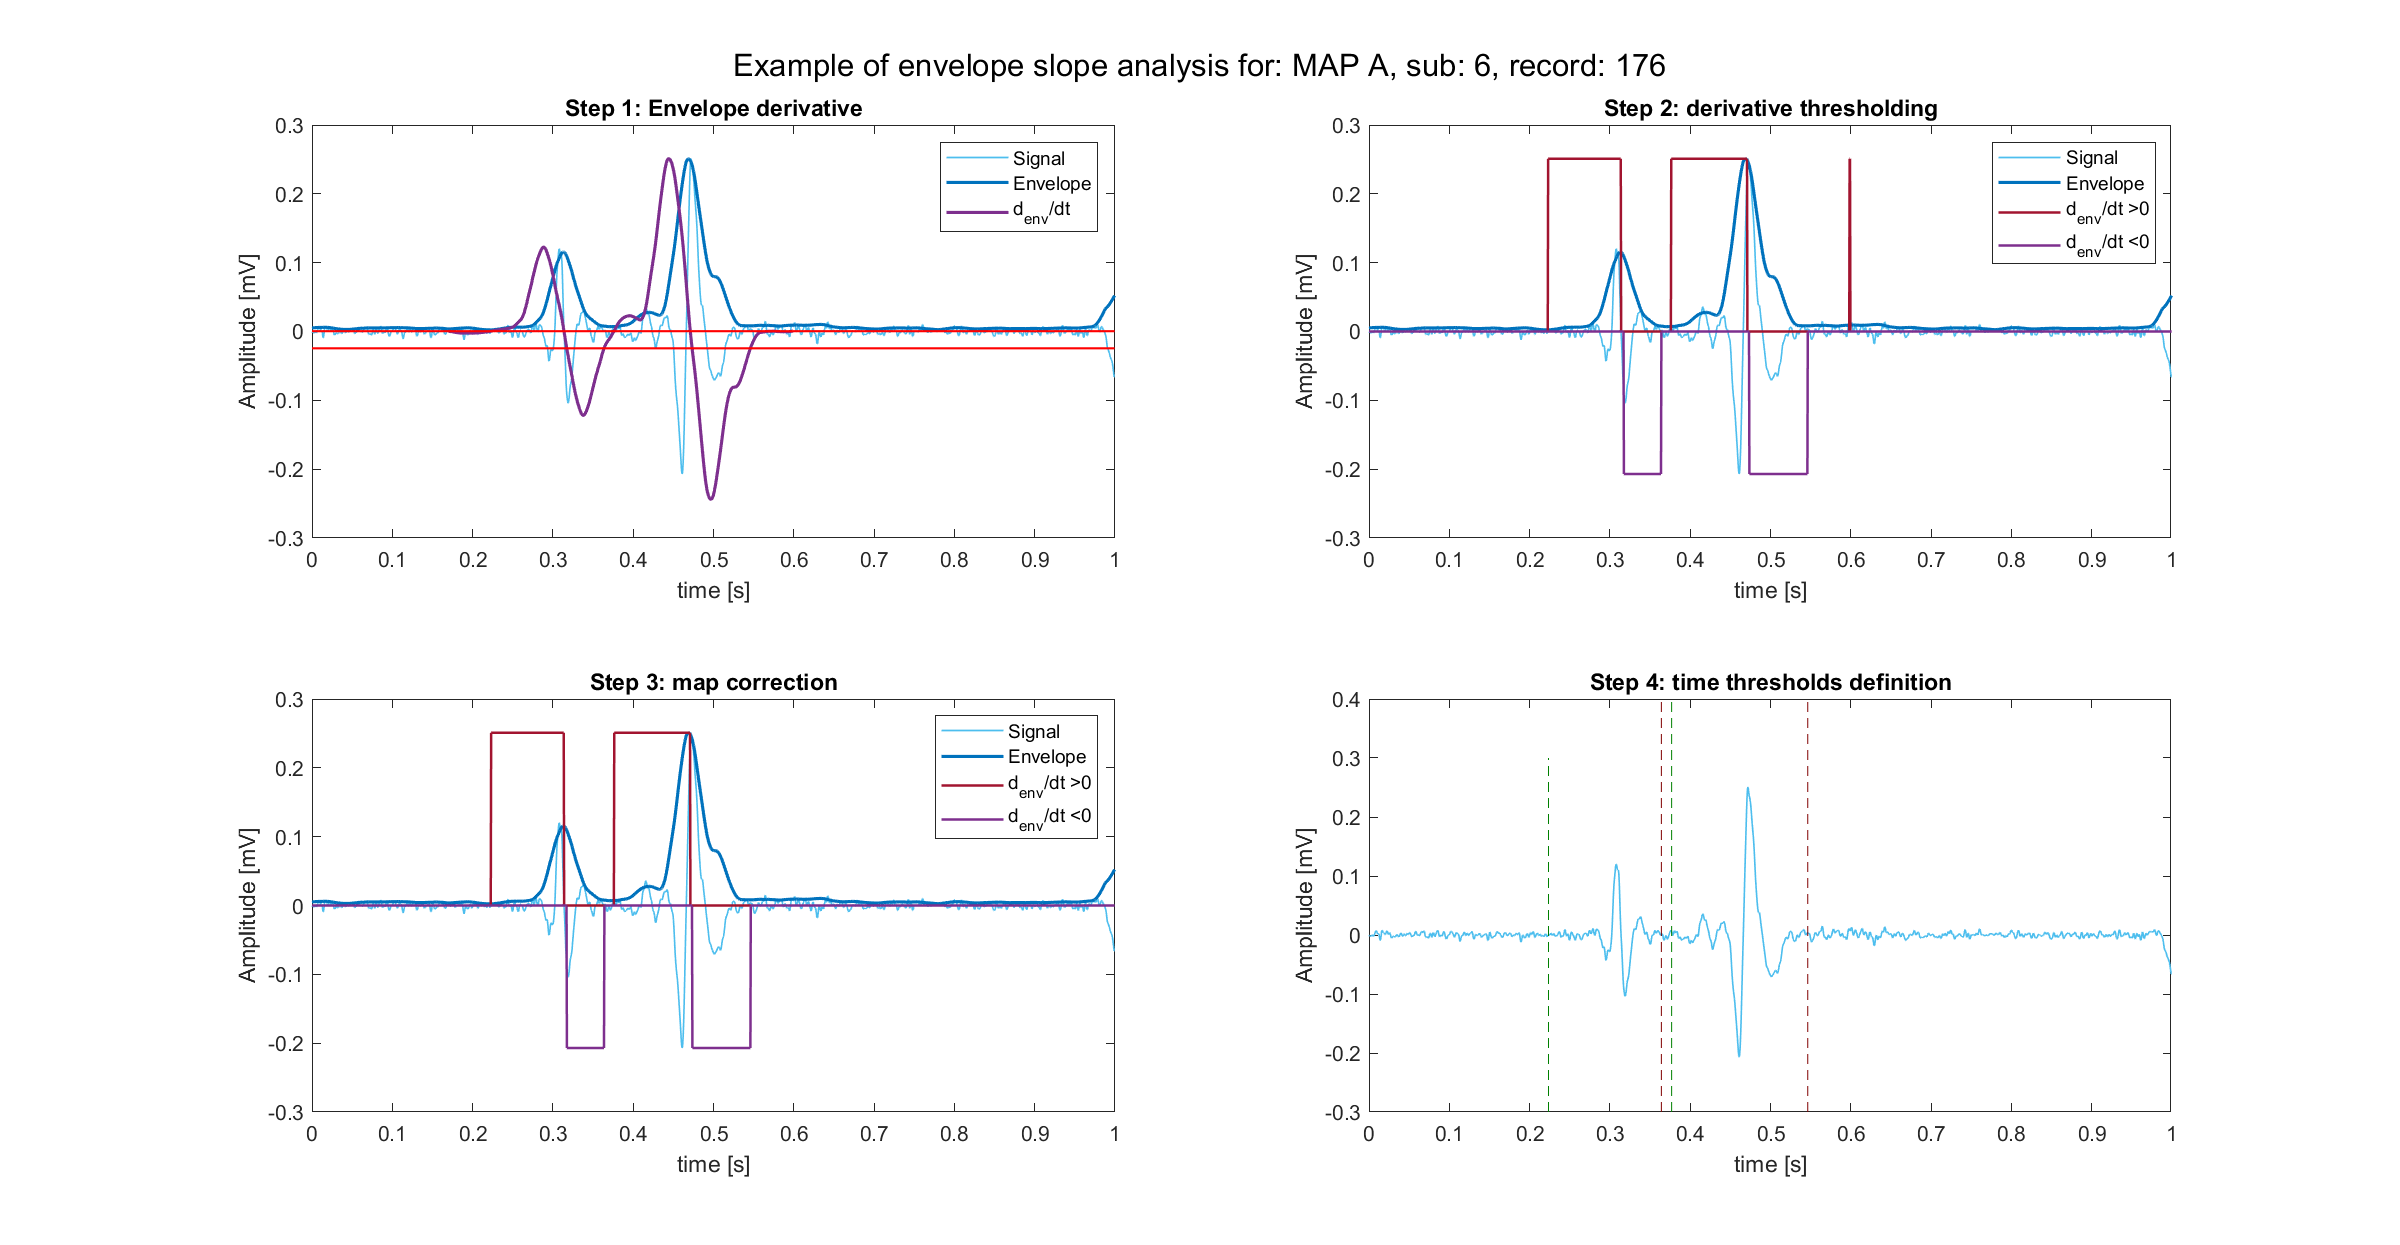 Example of envelope slope analysis for: MAP A, sub: 6, record: 176
Step 1: Envelope derivative
0.3
0.2
0.1
0
-0.1
-0.2
-0.3
Amplitude [mV]
0 0.1 0.2 0.3 0.4 0.5 0.6 0.7 0.8 0.9 1
time [s]
Signal
Envelope
d_env/dt
Step 2: derivative thresholding
0.3
0.2
0.1
0
-0.1
-0.2
-0.3
Amplitude [mV]
0 0.1 0.2 0.3 0.4 0.5 0.6 0.7 0.8 0.9 1
time [s]
Signal
Envelope
d_env/dt >0
d_env/dt <0
Step 3: map correction
0.3
0.2
0.1
0
-0.1
-0.2
-0.3
Amplitude [mV]
0 0.1 0.2 0.3 0.4 0.5 0.6 0.7 0.8 0.9 1
time [s]
Signal
Envelope
d_env/dt >0
d_env/dt <0
Step 4: time thresholds definition
0.4
0.3
0.2
0.1
0
-0.1
-0.2
-0.3
Amplitude [mV]
0 0.1 0.2 0.3 0.4 0.5 0.6 0.7 0.8 0.9 1
time [s]